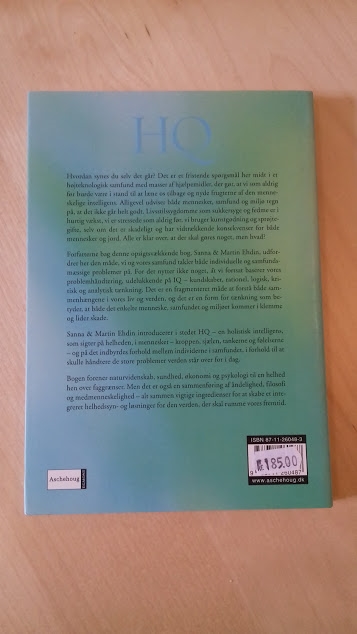 HQ
Hvordan synes du selv det går? Det er et fristende spørgsmål her midt i et
højteknologisk samfund med masser af hjælpemidler, der gør, at vi som aldrig
før burde være i stand til at læne os tilbage og nyde frugterne af den menne-
skelige intelligens. Alligevel udviser både mennesker, samfund og miljø tegn
på, at det ikke går helt godt. Livsstilssygdomme som sukkersyge og fedme er i
hurtig vækst, vi er stressede som aldrig før, vi bruger kunstgødning og sprøjte-
gifte, selv om det er skadeligt og har vidtrækkende konsekvenser for både
mennesker og jord. Alle er klar over, at der skal gøres noget, men hvad?
Forfatterne bag denne opsigtsvækkende bog, Sanna & Martin Ehdin, udfor-
drer her den måde, vi og vores samfund takler både individuelle og samfunds-
mæssige problemer på. For det nytter ikke noget, at vi fortsat baserer vores
problemhåndtering udelukkende på IQ – kundskaber, rationel, logisk, kri-
tisk og analytisk tænkning. Det er en fragmenteret måde at forstå både sam-
menhængene i vores liv og verden, og det er en form for tænkning som be-
tyder, at både det enkelte menneske, samfundet og miljøet kommer i klemme
og lider skade.
Sanna & Martin Ehdin introducerer i stedet HQ – en holistisk intelligens,
som sigter på helheden, i mennesket – kroppen, sjælen, tankerne og følelserne
– og på det indbyrdes forhold mellem individerne i samfundet, i forhold til at
skulle håndtere de store problemer verden står over for i dag.
Bogen forener naturvidenskab, sundhed, økonomi og psykologi til en helhed
hen over faggrænser. Men det er også en sammenføring af åndelighed, filosofi
og medmenneskelighed – alt sammen vigtige ingredienser for at skabe et inte-
greret helhedssyn og løsninger for den verden, der skal rumme vores fremtid.
ISBN 87-11-26048-3
185.00
www.aschehoug.dk
Aschehoug